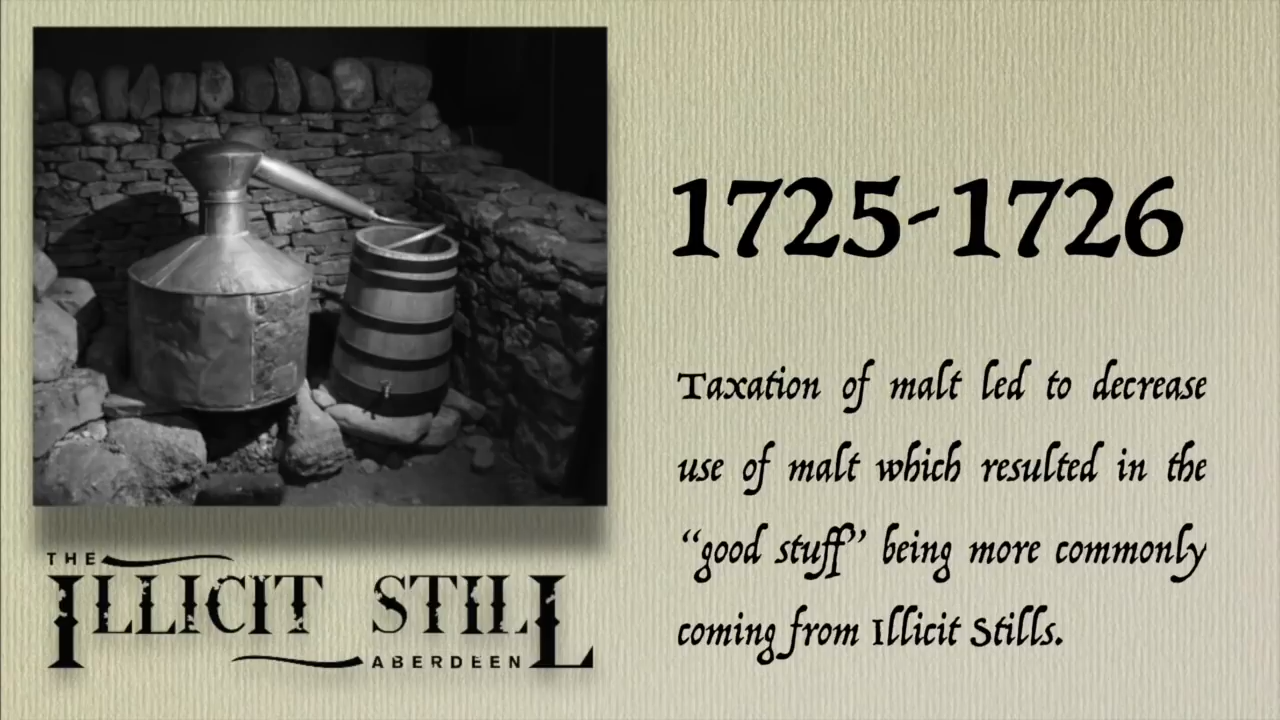 1725-1726
Taxation of malt led to decrease
use of malt which resulted in the
“good stuff” being more commonly
coming from Illicit Stills.
THE
ILLICIT STILL
ABERDEEN